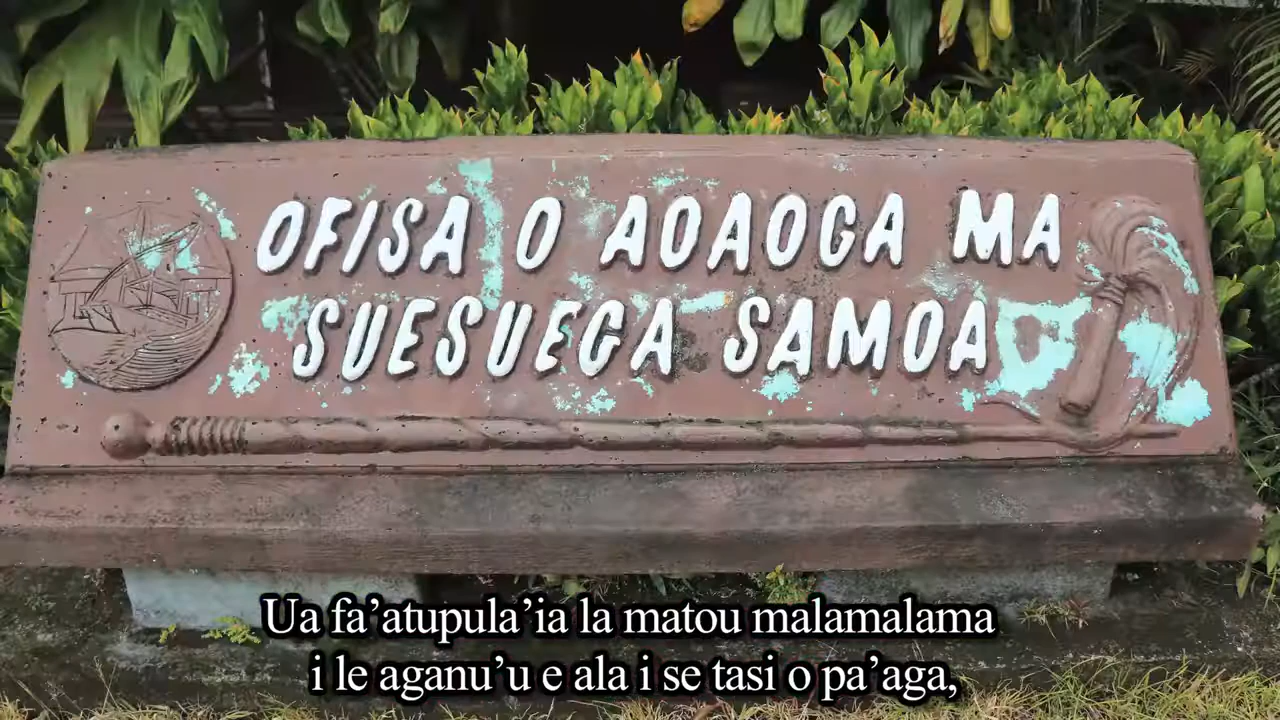 OFISA O AOAOGA MA
SUESUEGA SAMOA
Ua fa’atupula’ia la matou malamalama
i le aganu’u e ala i se tasi o pa’aga,